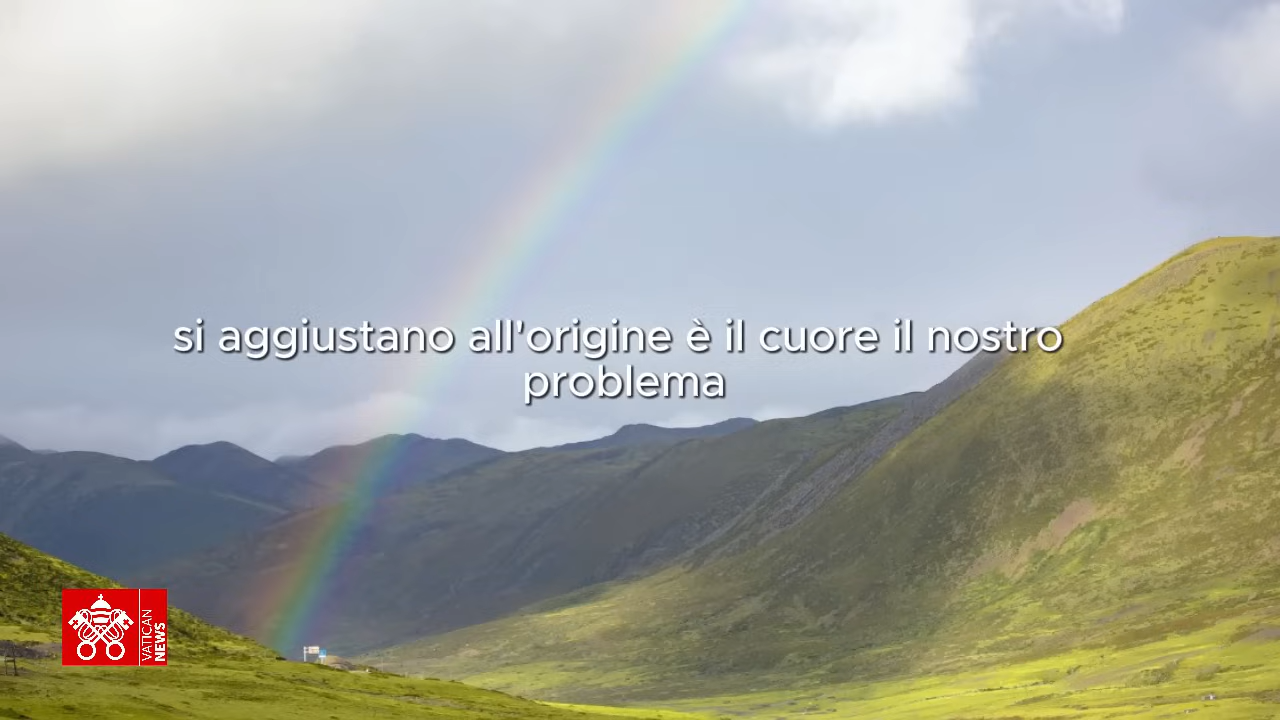 si aggiustano all'origine è il cuore il nostro
problema
VATICAN
NEWS